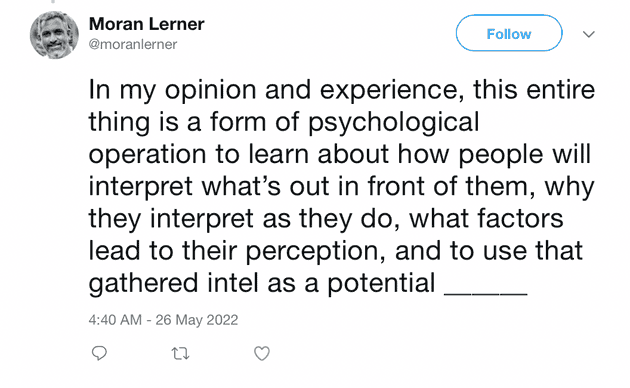 Moran Lerner
@moranlerner
Follow
In my opinion and experience, this entire
thing is a form of psychological
operation to learn about how people will
interpret what’s out in front of them, why
they interpret as they do, what factors
lead to their perception, and to use that
gathered intel as a potential ______
4:40 AM - 26 May 2022